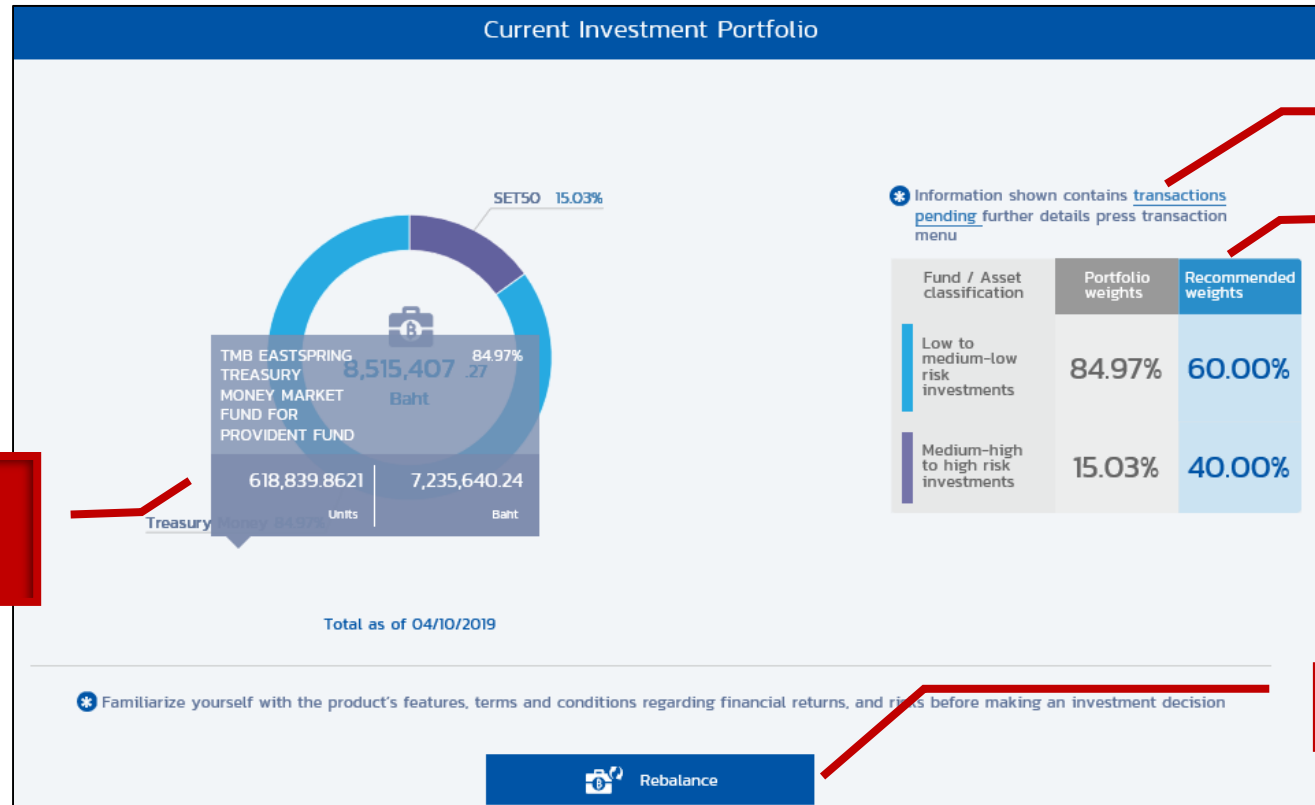 Current Investment Portfolio
SET50 15.03%
TMB EASTSPRING 84.97%
TREASURY
MONEY MARKET
FUND FOR
PROVIDENT FUND
8,515,407 .27
Baht
618,839.8621 7,235,640.24
Units Baht
Treasury Money 84.97%
Total as of 04/10/2019
Information shown contains transactions
pending further details press transaction
menu
Fund / Asset
classification
Portfolio
weights
Recommended
weights
Low to
medium-low
risk
investments
84.97% 60.00%
Medium-high
to high risk
investments
15.03% 40.00%
Familiarize yourself with the product's features, terms and conditions regarding financial returns, and risks before making an investment decision
Rebalance